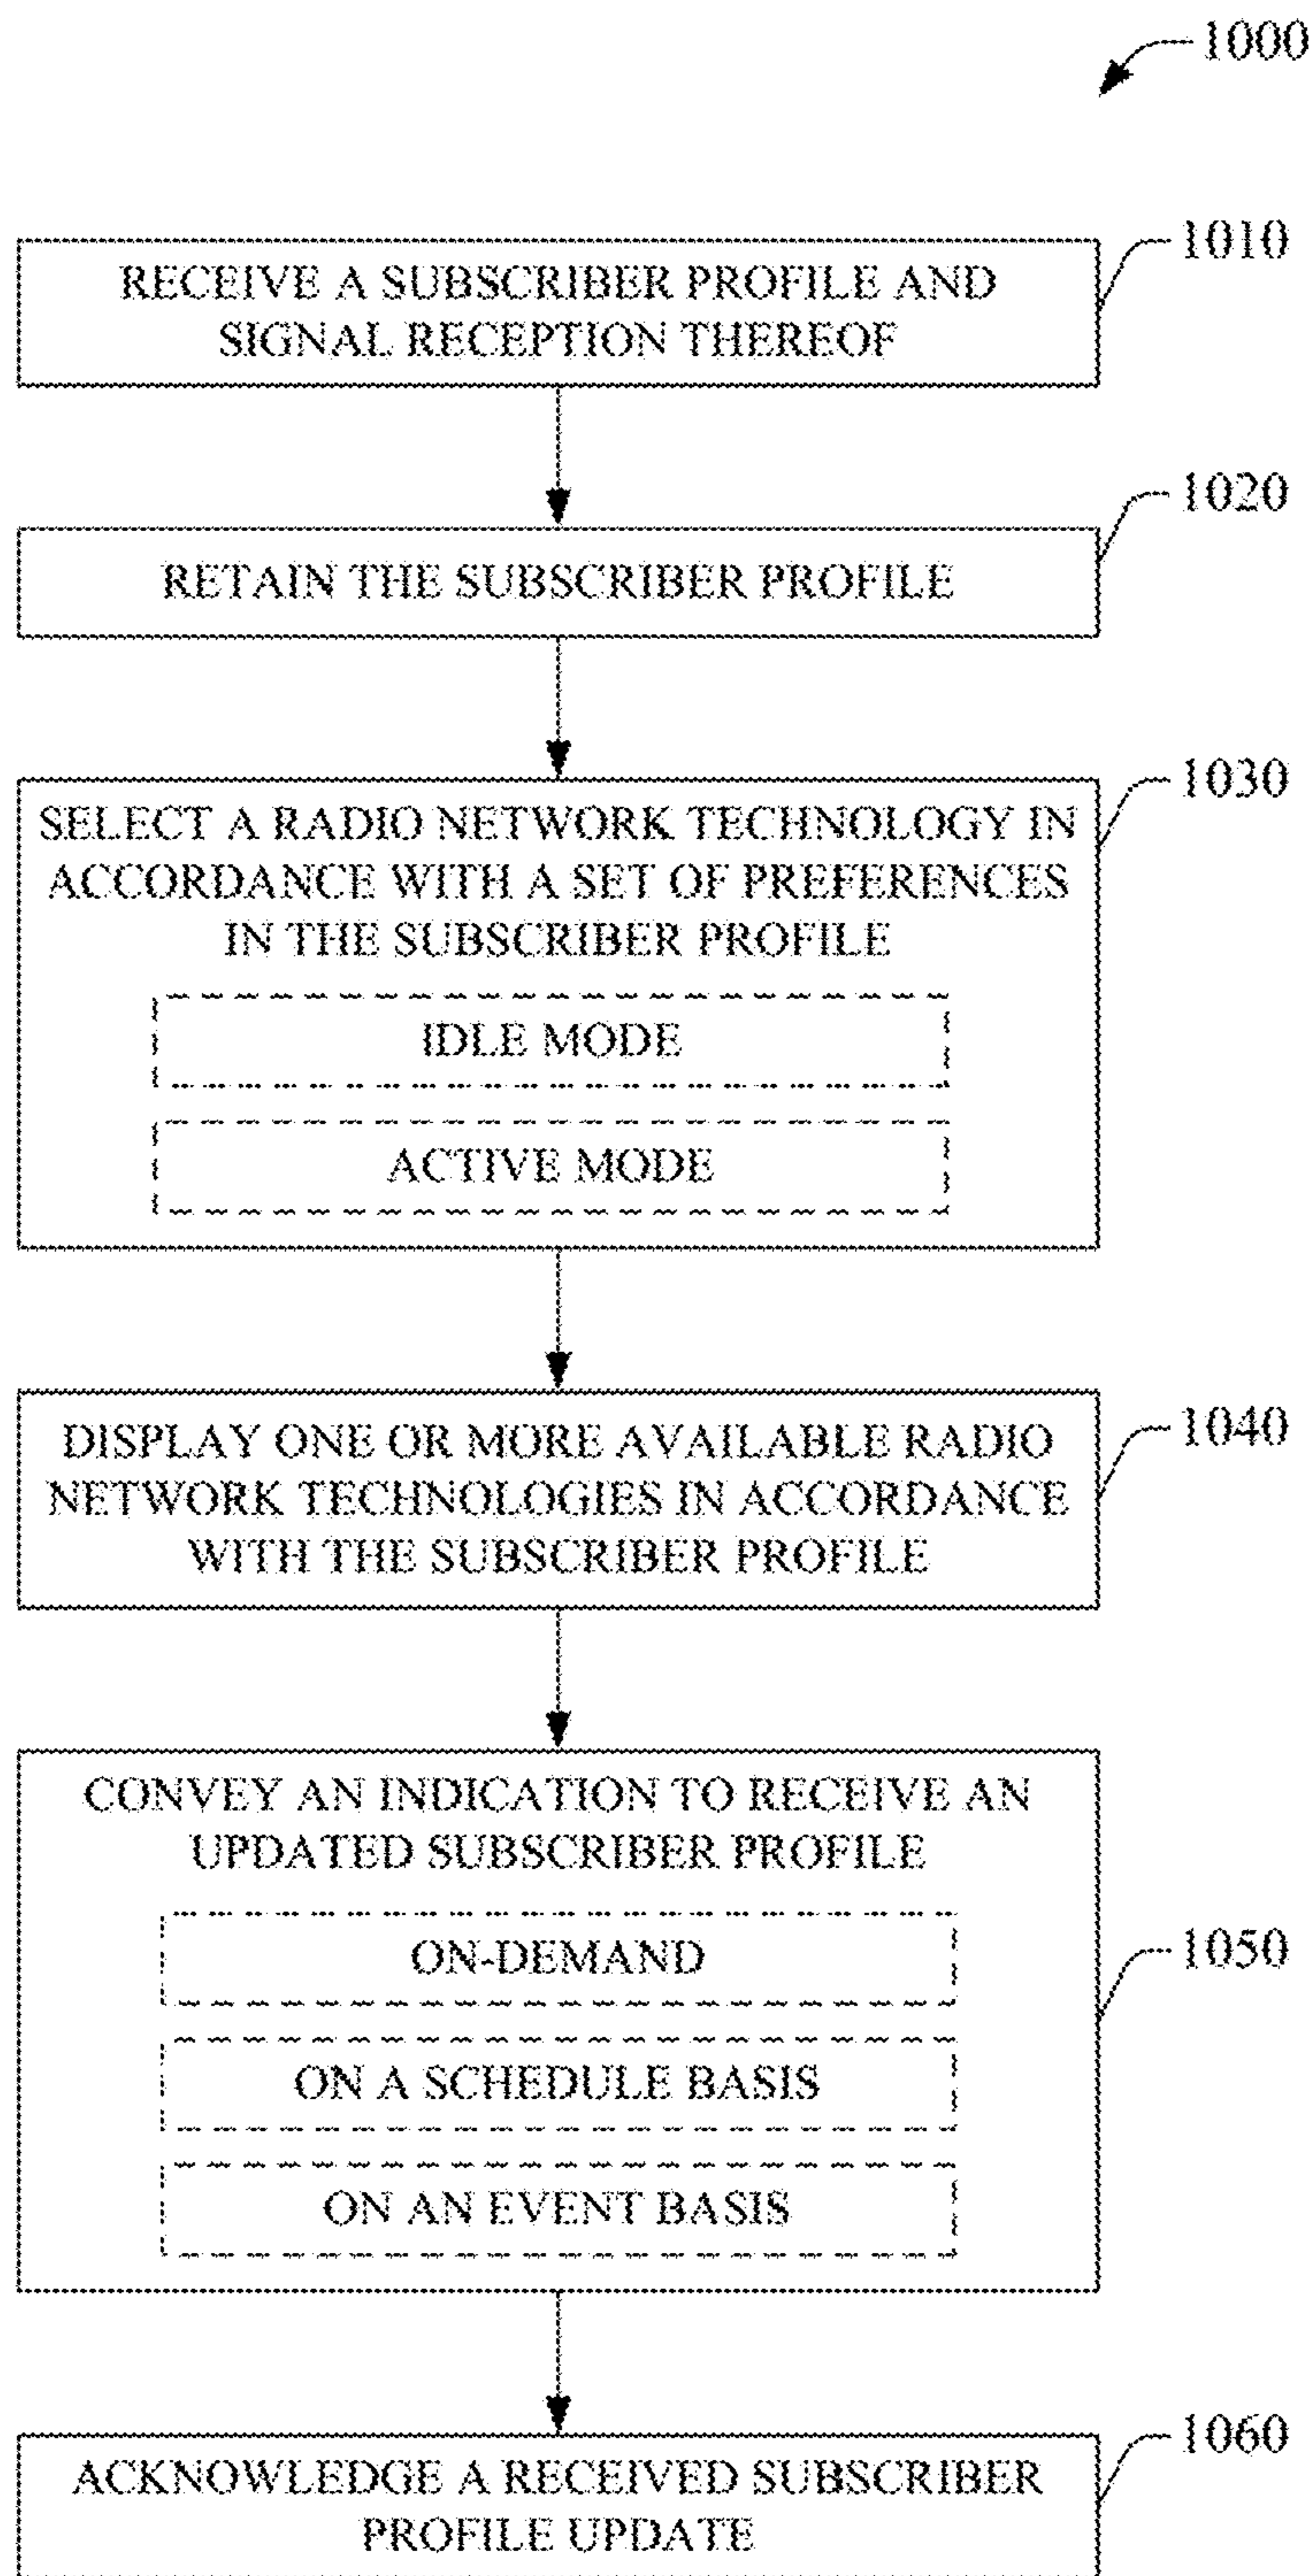 1000
1010
RECEIVE A SUBSCRIBER PROFILE AND
SIGNAL RECEPTION THEREOF
1020
RETAIN THE SUBSCRIBER PROFILE
1030
SELECT A RADIO NETWORK TECHNOLOGY IN
ACCORDANCE WITH A SET OF PREFERENCES
IN THE SUBSCRIBER PROFILE
IDLE MODE
ACTIVE MODE
1040
DISPLAY ONE OR MORE AVAILABLE RADIO
NETWORK TECHNOLOGIES IN ACCORDANCE
WITH THE SUBSCRIBER PROFILE
CONVEY AN INDICATION TO RECEIVE AN
UPDATED SUBSCRIBER PROFILE
1050
ON-DEMAND
ON A SCHEDULE BASIS
ON AN EVENT BASIS
1060
ACKNOWLEDGE A RECEIVED SUBSCRIBER
PROFILE UPDATE